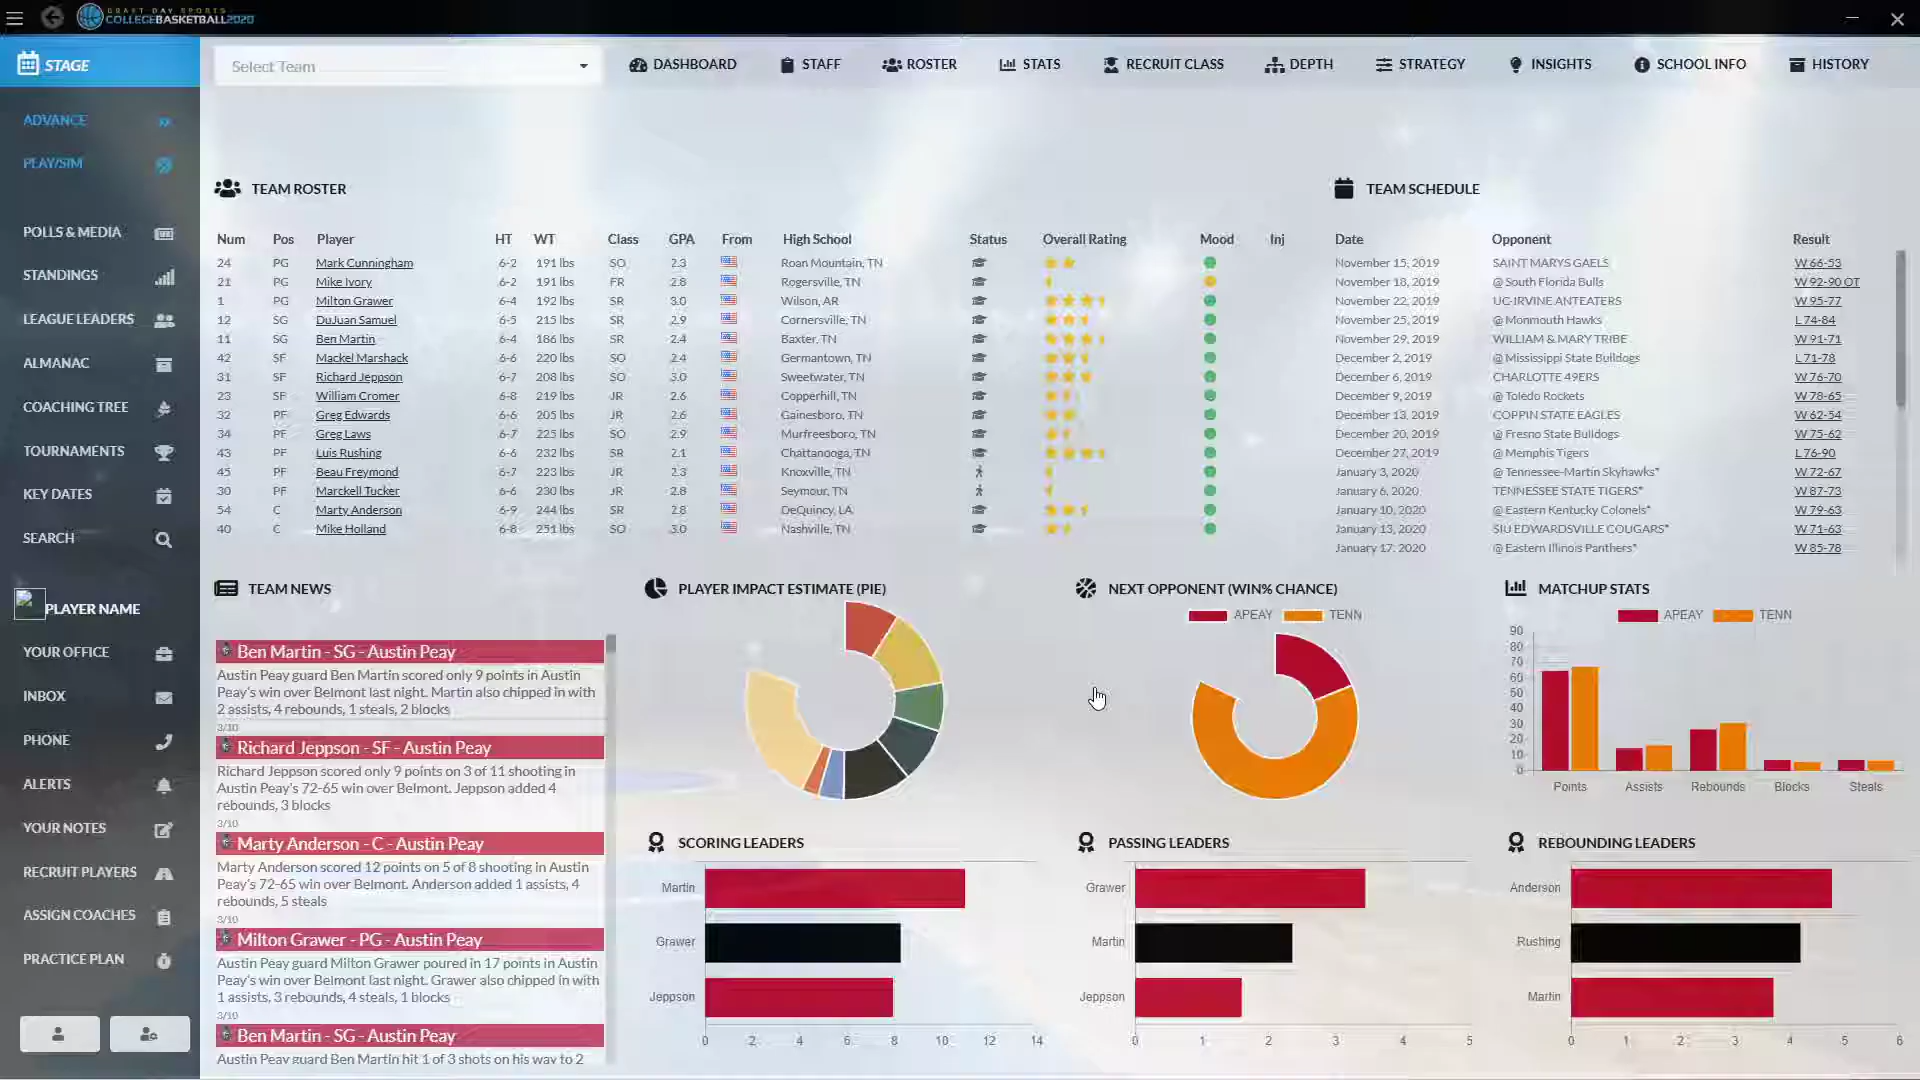 DRAFT DAY SPORTS
COLLEGE BASKETBALL 2020
STAGE
Select Team
DASHBOARD STAFF ROSTER STATS RECRUIT CLASS DEPTH STRATEGY INSIGHTS SCHOOL INFO HISTORY
ADVANCE
PLAY/SIM
POLLS & MEDIA
STANDINGS
LEAGUE LEADERS
ALMANAC
COACHING TREE
TOURNAMENTS
KEY DATES
SEARCH
PLAYER NAME
YOUR OFFICE
INBOX
PHONE
ALERTS
YOUR NOTES
RECRUIT PLAYERS
ASSIGN COACHES
PRACTICE PLAN
TEAM ROSTER
Num Pos Player HT WT Class GPA From High School Status Overall Rating Mood Inj
24 PG Mark Cunningham 6-2 191 lbs SO 2.3 Roan Mountain, TN
21 PG Mike Ivory 6-2 191 lbs FR 2.8 Rogersville, TN
1 PG Milton Grawer 6-4 192 lbs SR 3.0 Wilson, AR
12 SG DuJuan Samuel 6-5 215 lbs SR 2.9 Cornersville, TN
11 SG Ben Martin 6-4 186 lbs SR 2.4 Baxter, TN
42 SF Mackel Marshack 6-6 220 lbs SO 2.4 Germantown, TN
31 SF Richard Jeppson 6-7 208 lbs SO 3.0 Sweetwater, TN
23 SF William Cromer 6-8 219 lbs JR 2.6 Copperhill, TN
32 PF Greg Edwards 6-6 205 lbs JR 2.6 Gainesboro, TN
34 PF Greg Laws 6-7 225 lbs SO 2.9 Murfreesboro, TN
43 PF Luis Rushing 6-6 232 lbs SR 2.1 Chattanooga, TN
45 PF Beau Freymond 6-7 223 lbs JR 2.3 Knoxville, TN
30 PF Marckell Tucker 6-6 230 lbs JR 2.8 Seymour, TN
54 C Marty Anderson 6-9 244 lbs SR 2.8 DeQuincy, LA
40 C Mike Holland 6-8 251 lbs SO 3.0 Nashville, TN
TEAM SCHEDULE
Date Opponent Result
November 15, 2019 SAINT MARYS GAELS W 66-53
November 18, 2019 @ South Florida Bulls W 92-90 OT
November 22, 2019 UC-IRVINE ANTEATERS W 95-77
November 25, 2019 @ Monmouth Hawks L 74-84
November 29, 2019 WILLIAM & MARY TRIBE W 91-71
December 2, 2019 @ Mississippi State Bulldogs L 71-78
December 6, 2019 CHARLOTTE 49ERS W 76-70
December 9, 2019 @ Toledo Rockets W 78-65
December 13, 2019 COPPIN STATE EAGLES W 62-54
December 20, 2019 @ Fresno State Bulldogs W 75-62
December 27, 2019 @ Memphis Tigers L 76-90
January 3, 2020 @ Tennessee-Martin Skyhawks* W 72-67
January 6, 2020 TENNESSEE STATE TIGERS* W 87-73
January 10, 2020 @ Eastern Kentucky Colonels* W 79-63
January 13, 2020 SIU EDWARDSVILLE COUGARS* W 71-63
January 17, 2020 @ Eastern Illinois Panthers* W 85-78
TEAM NEWS
Ben Martin - SG - Austin Peay
Austin Peay guard Ben Martin scored only 9 points in Austin
Peay's win over Belmont last night. Martin also chipped in with
2 assists, 4 rebounds, 1 steals, 2 blocks
3/10
Richard Jeppson - SF - Austin Peay
Richard Jeppson scored only 9 points on 3 of 11 shooting in
Austin Peay's 72-65 win over Belmont. Jeppson added 4
rebounds, 3 blocks
3/10
Marty Anderson - C - Austin Peay
Marty Anderson scored 12 points on 5 of 8 shooting in Austin
Peay's 72-65 win over Belmont. Anderson added 1 assists, 4
rebounds, 5 steals
3/10
Milton Grawer - PG - Austin Peay
Austin Peay guard Milton Grawer poured in 17 points in Austin
Peay's win over Belmont last night. Grawer also chipped in with
1 assists, 3 rebounds, 4 steals, 1 blocks
3/10
Ben Martin - SG - Austin Peay
Austin Peay guard Ben Martin hit 1 of 3 shots on his way to 2
PLAYER IMPACT ESTIMATE (PIE)
NEXT OPPONENT (WIN% CHANCE)
APEAY TENN
MATCHUP STATS
APEAY TENN
90
80
70
60
50
40
30
20
10
0
Points Assists Rebounds Blocks Steals
SCORING LEADERS
Martin
Grawer
Jeppson
0 2 4 6 8 10 12 14
PASSING LEADERS
Grawer
Martin
Jeppson
0 1 2 3 4 5
REBOUNDING LEADERS
Anderson
Rushing
Martin
0 1 2 3 4 5 6